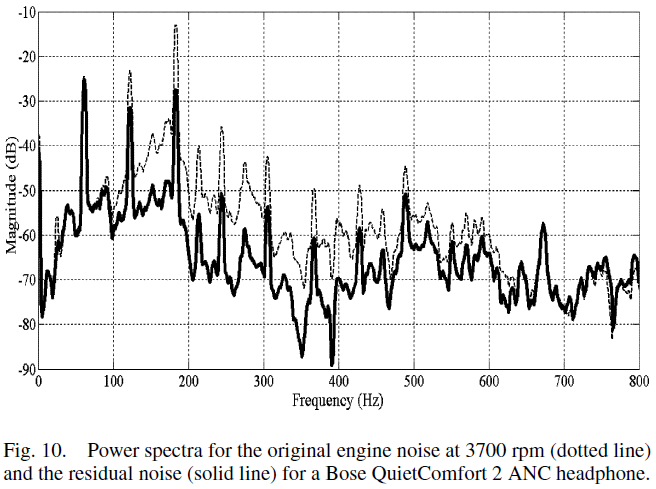 -10
-20
-30
-40
-50
-60
-70
-80
-90
Magnitude (dB)
0 100 200 300 400 500 600 700 800
Frequency (Hz)
Fig. 10. Power spectra for the original engine noise at 3700 rpm (dotted line)
and the residual noise (solid line) for a Bose QuietComfort 2 ANC headphone.